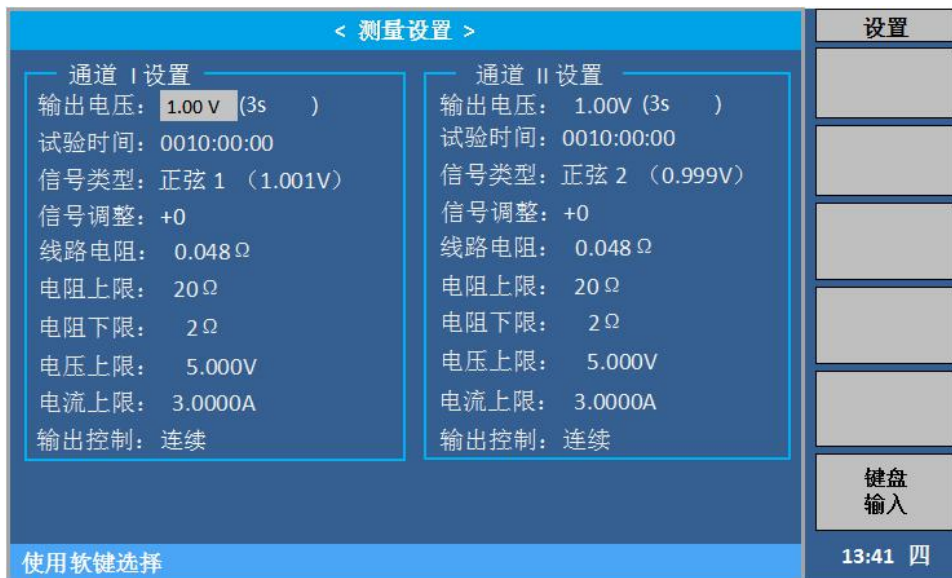 < 测量设置 >
设置
通道 I 设置
输出电压： 1.00 V (3s )
试验时间：0010:00:00
信号类型：正弦 1 （1.001V）
信号调整：+0
线路电阻： 0.048Ω
电阻上限： 20Ω
电阻下限： 2Ω
电压上限： 5.000V
电流上限： 3.0000A
输出控制：连续
通道 II 设置
输出电压： 1.00V (3s )
试验时间：0010:00:00
信号类型：正弦 2 （0.999V）
信号调整：+0
线路电阻： 0.048Ω
电阻上限： 20Ω
电阻下限： 2Ω
电压上限： 5.000V
电流上限： 3.0000A
输出控制：连续
键盘
输入
使用软键选择
13:41 四